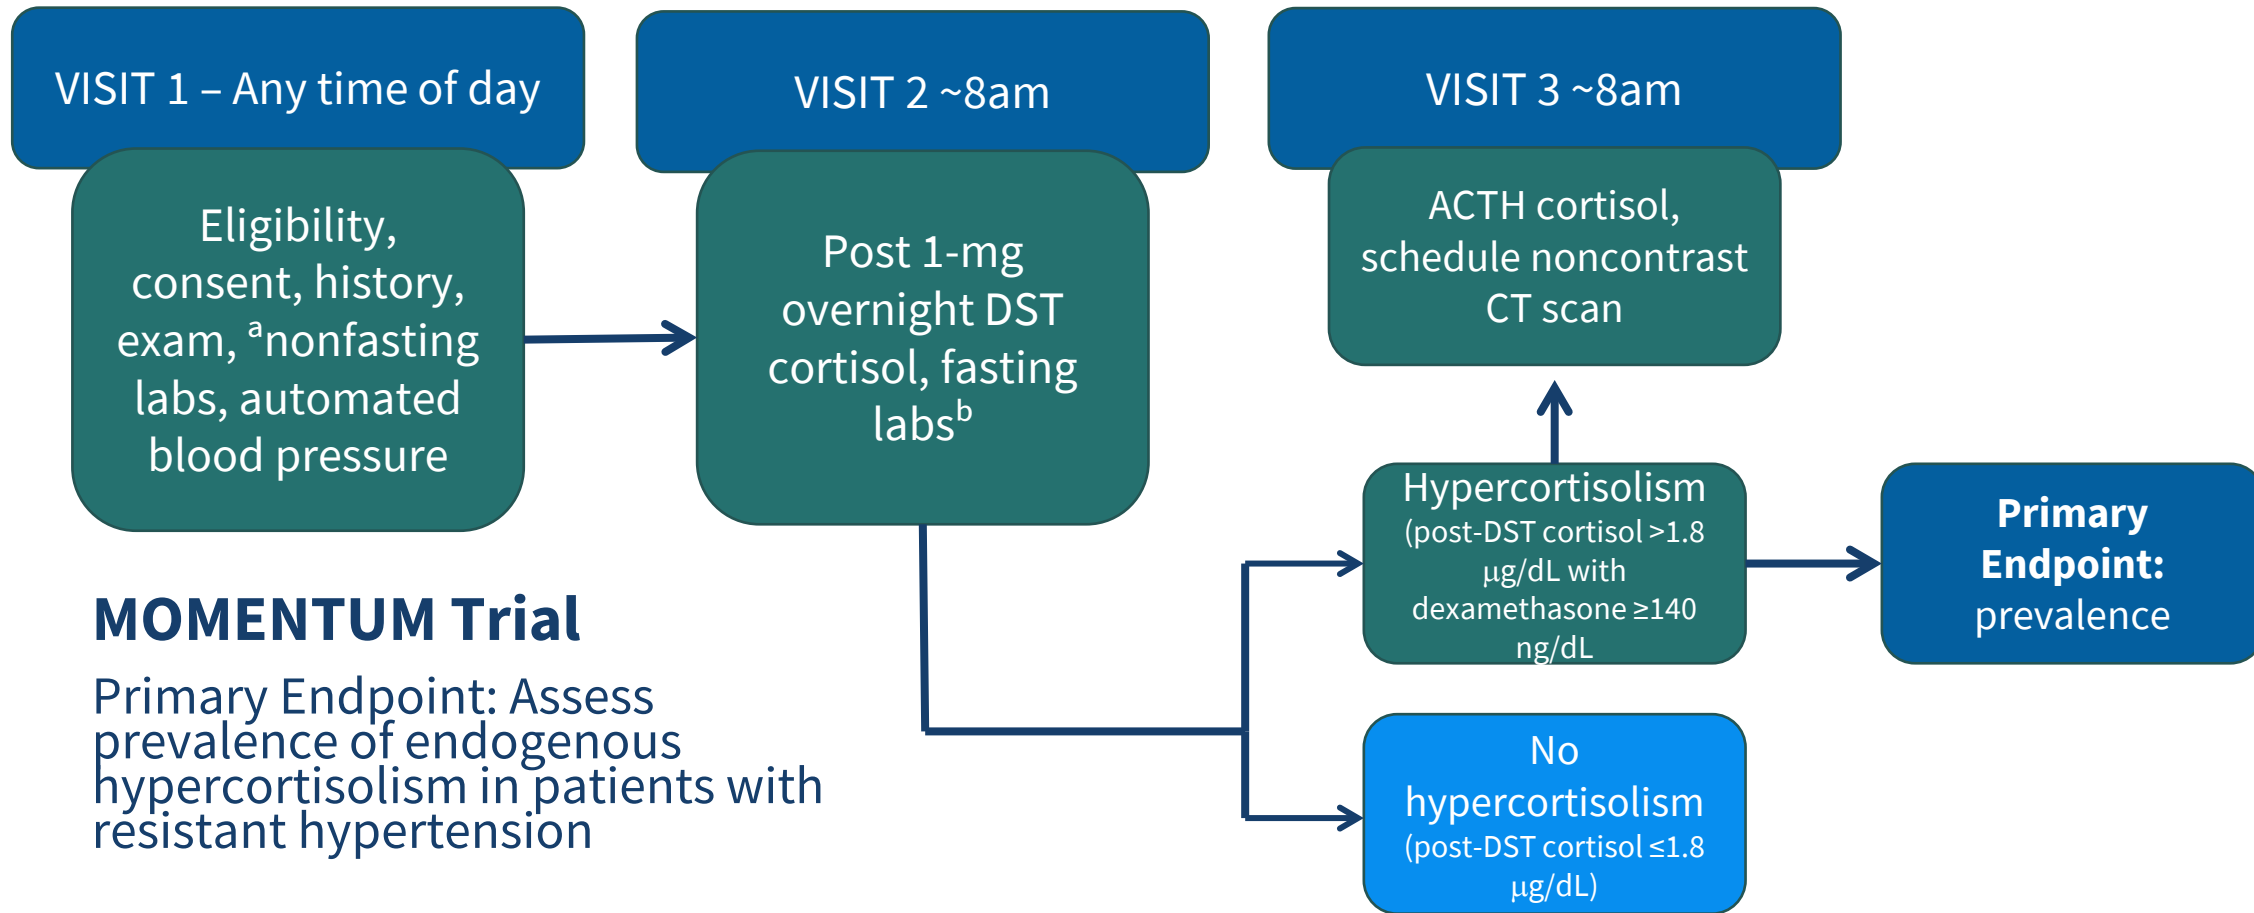 VISIT 1 – Any time of day
Eligibility,
consent, history,
exam, ᵃnonfasting
labs, automated
blood pressure
VISIT 2 ~8am
Post 1-mg
overnight DST
cortisol, fasting
labsᵇ
VISIT 3 ~8am
ACTH cortisol,
schedule noncontrast
CT scan
Hypercortisolism
(post-DST cortisol >1.8
µg/dL with
dexamethasone ≥140
ng/dL
Primary
Endpoint:
prevalence
No
hypercortisolism
(post-DST cortisol ≤1.8
µg/dL)
MOMENTUM Trial
Primary Endpoint: Assess
prevalence of endogenous
hypercortisolism in patients with
resistant hypertension